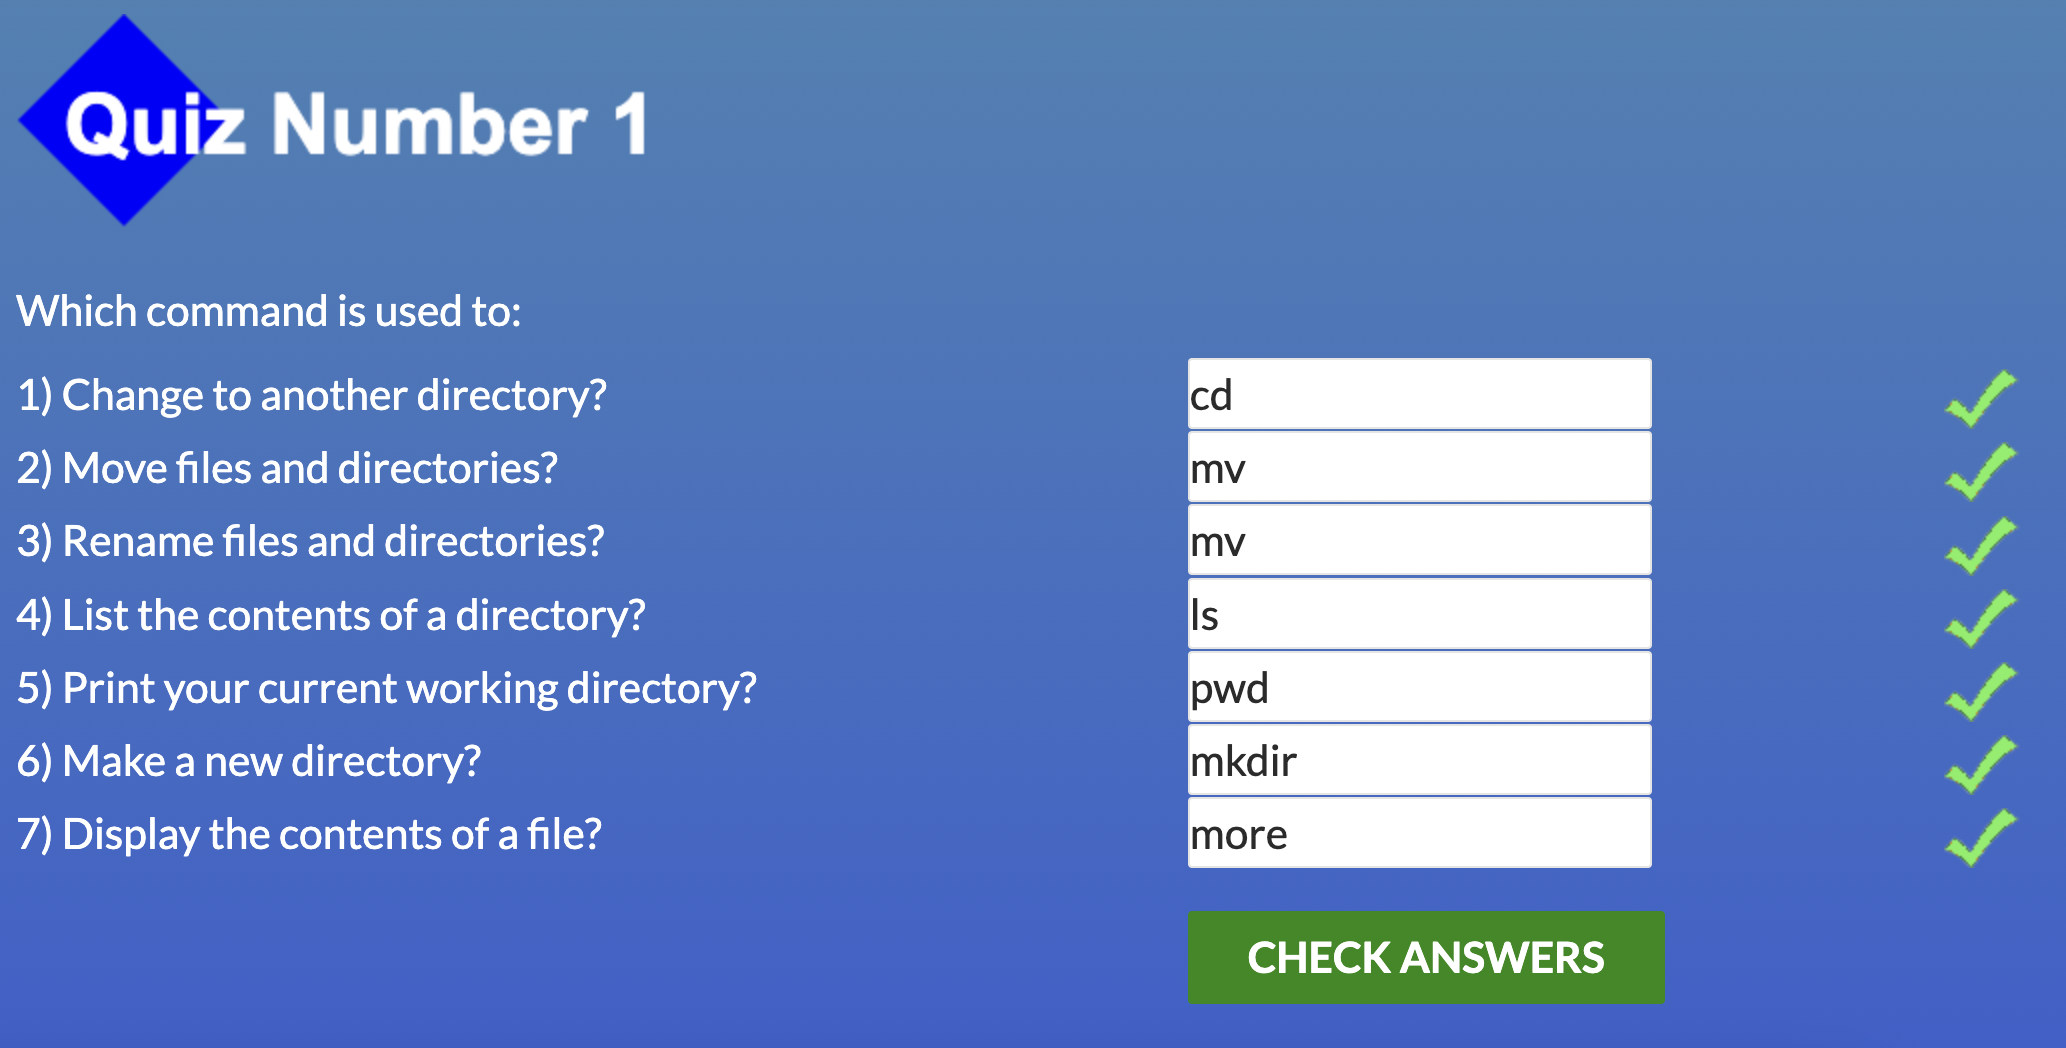 Quiz Number 1
Which command is used to:
1) Change to another directory? cd
2) Move files and directories? mv
3) Rename files and directories? mv
4) List the contents of a directory? ls
5) Print your current working directory? pwd
6) Make a new directory? mkdir
7) Display the contents of a file? more
CHECK ANSWERS